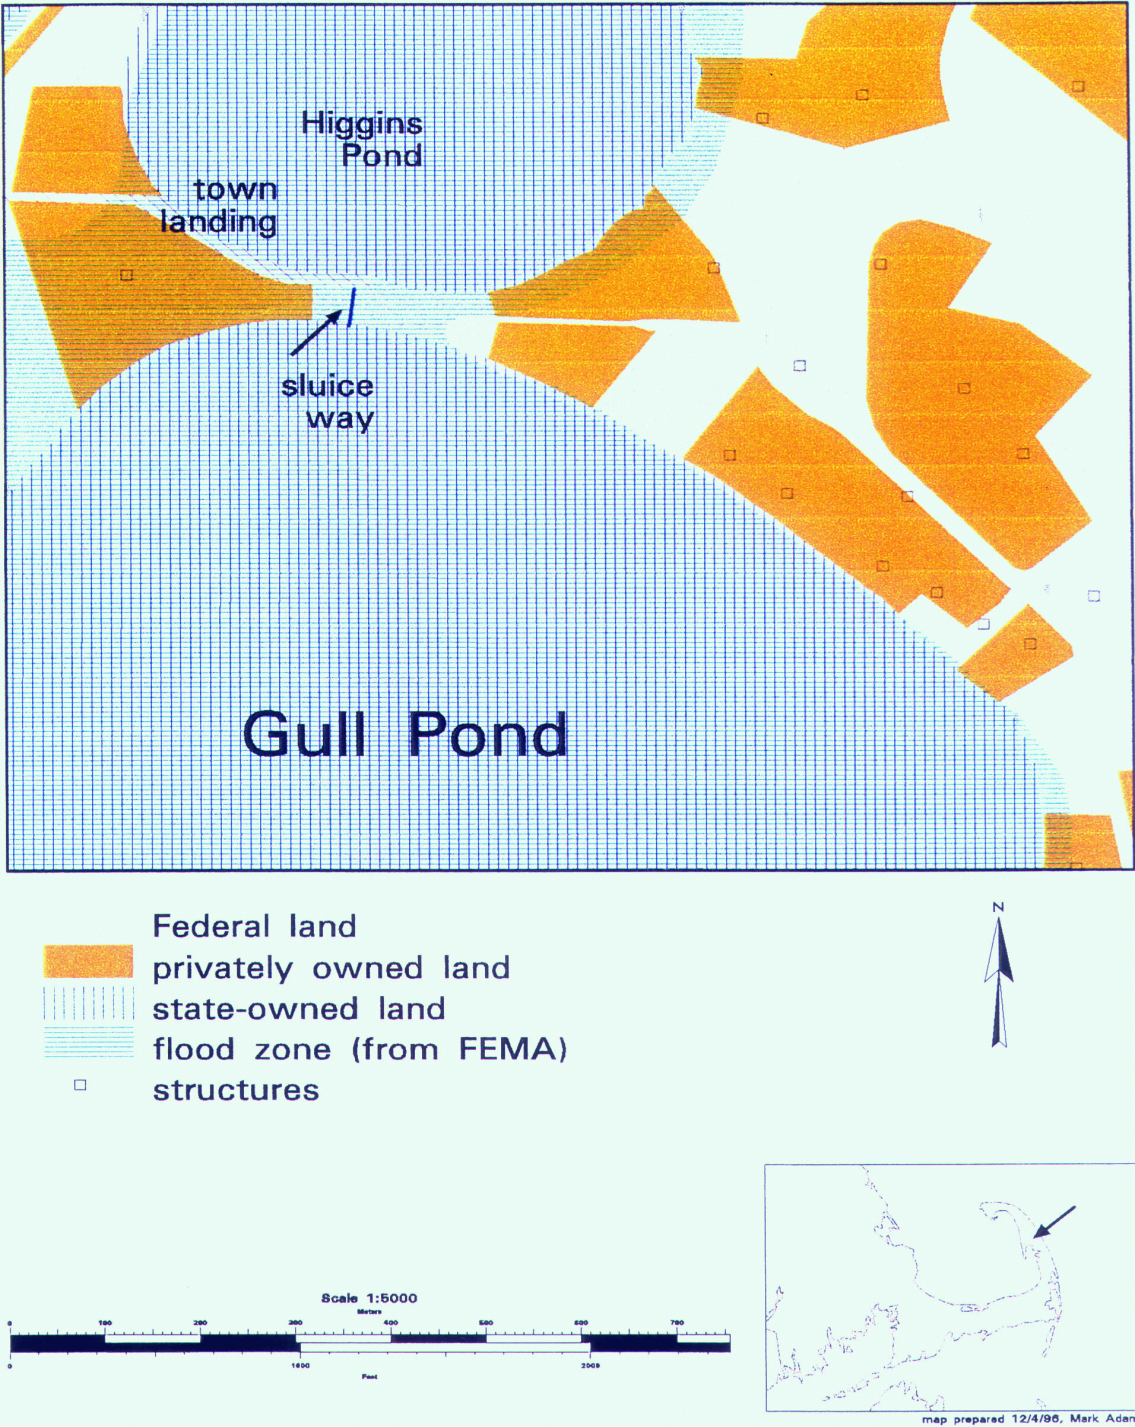 Higgins
Pond
town
landing
sluice
way
Gull Pond
Federal land
privately owned land
state-owned land
flood zone (from FEMA)
structures
N
Scale 1:5000
Meters
0 100 200 300 400 500 600 700
0 1000 2000
Feet
map prepared 12/4/96, Mark Adam